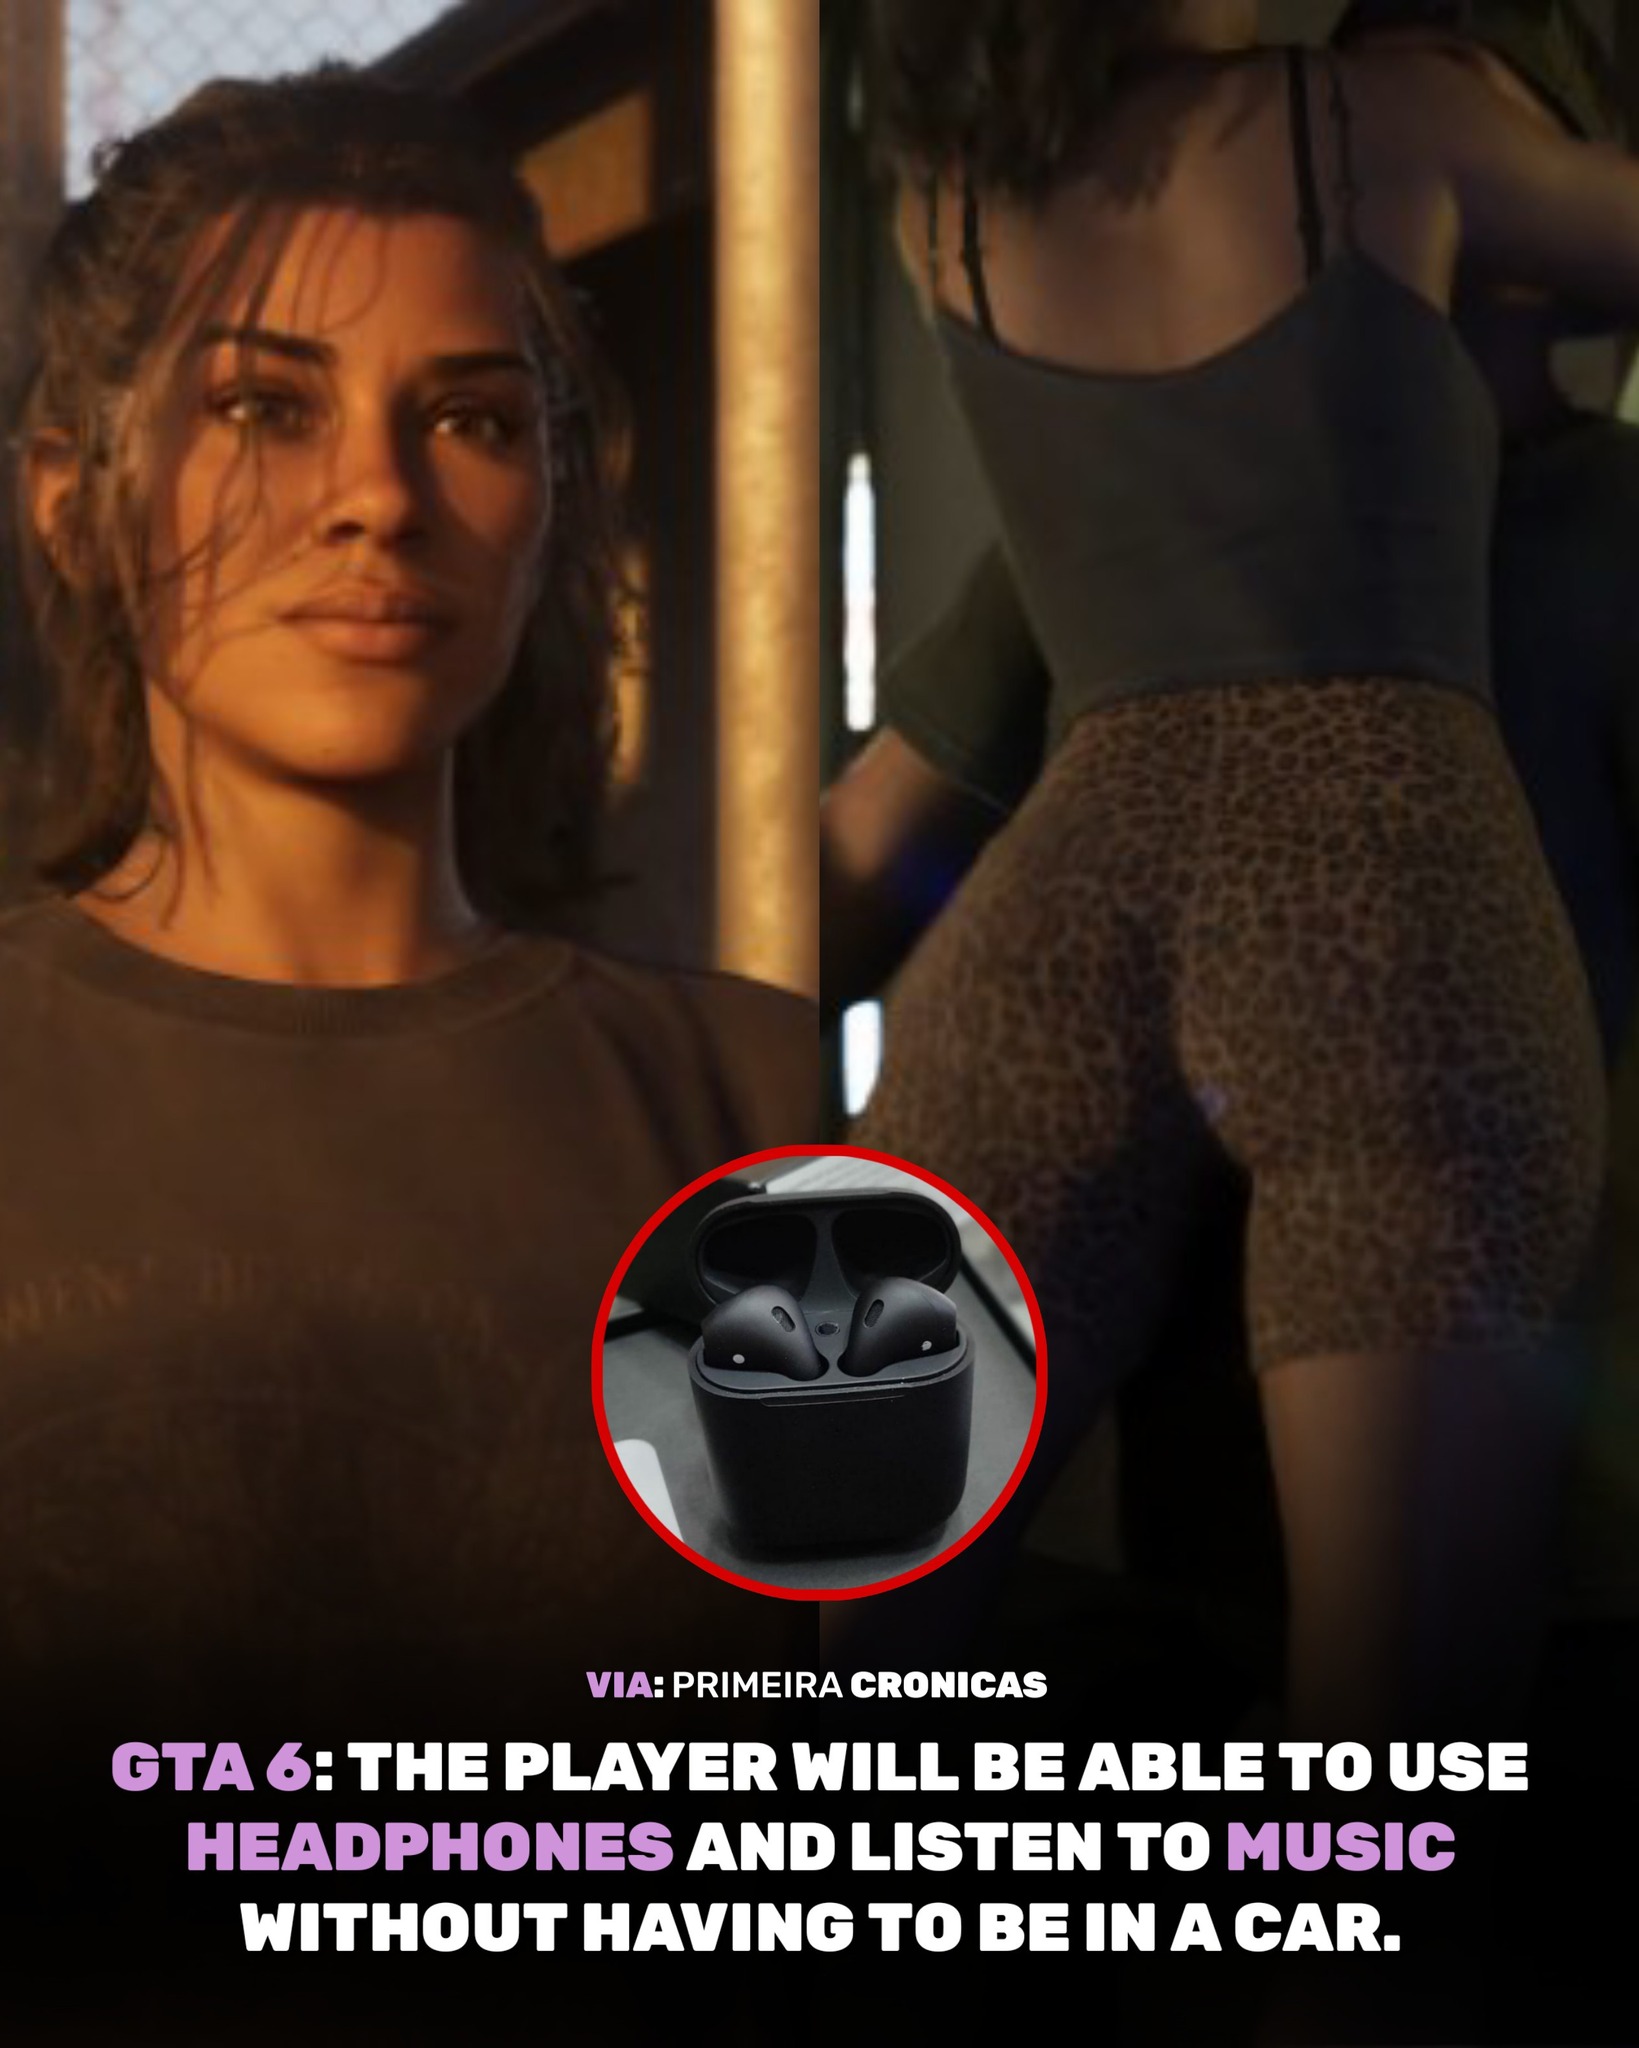 VIA: PRIMEIRA CRONICAS
GTA 6: THE PLAYER WILL BE ABLE TO USE
HEADPHONES AND LISTEN TO MUSIC
WITHOUT HAVING TO BE IN A CAR.